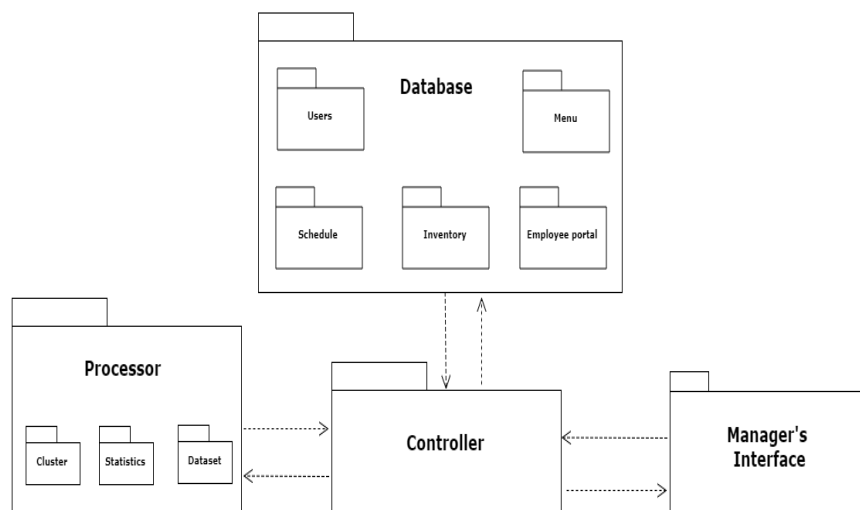 Database
Users
Menu
Schedule
Inventory
Employee portal
Processor
Cluster
Statistics
Dataset
Controller
Manager's
Interface